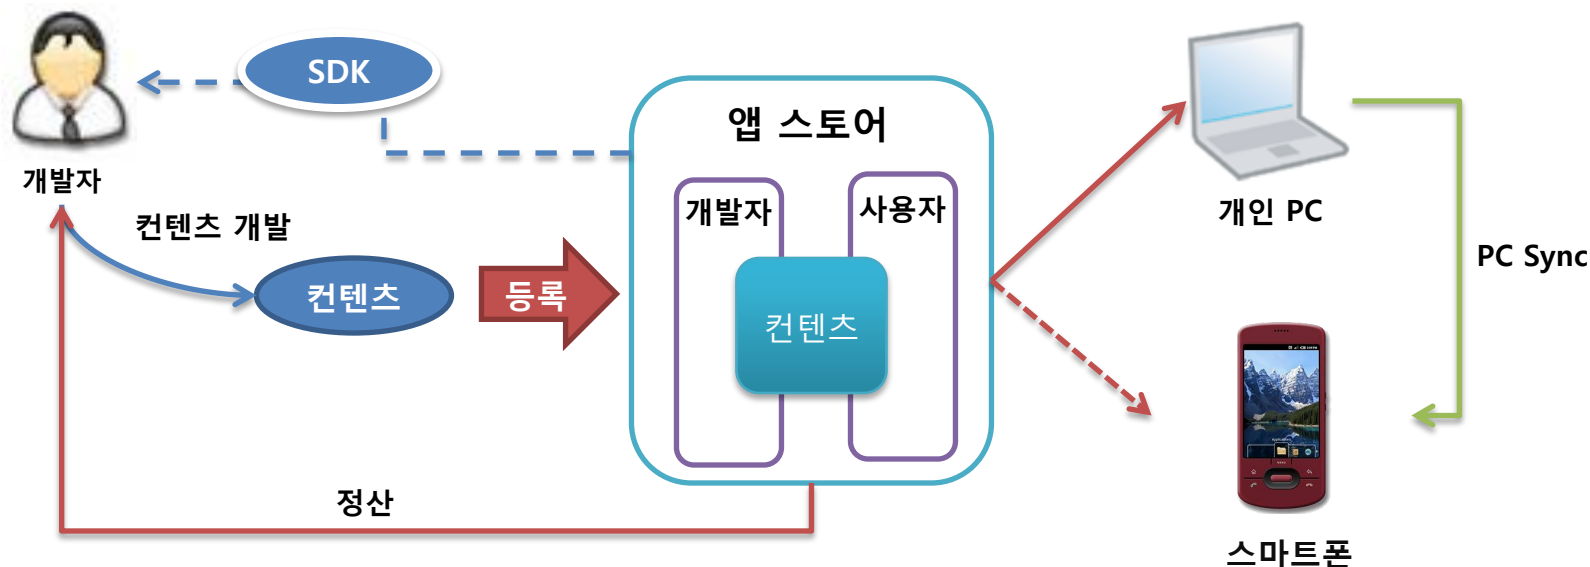 SDK
앱 스토어
개발자
개발자
사용자
개인 PC
컨텐츠 개발
PC Sync
컨텐츠
등록
컨텐츠
정산
스마트폰